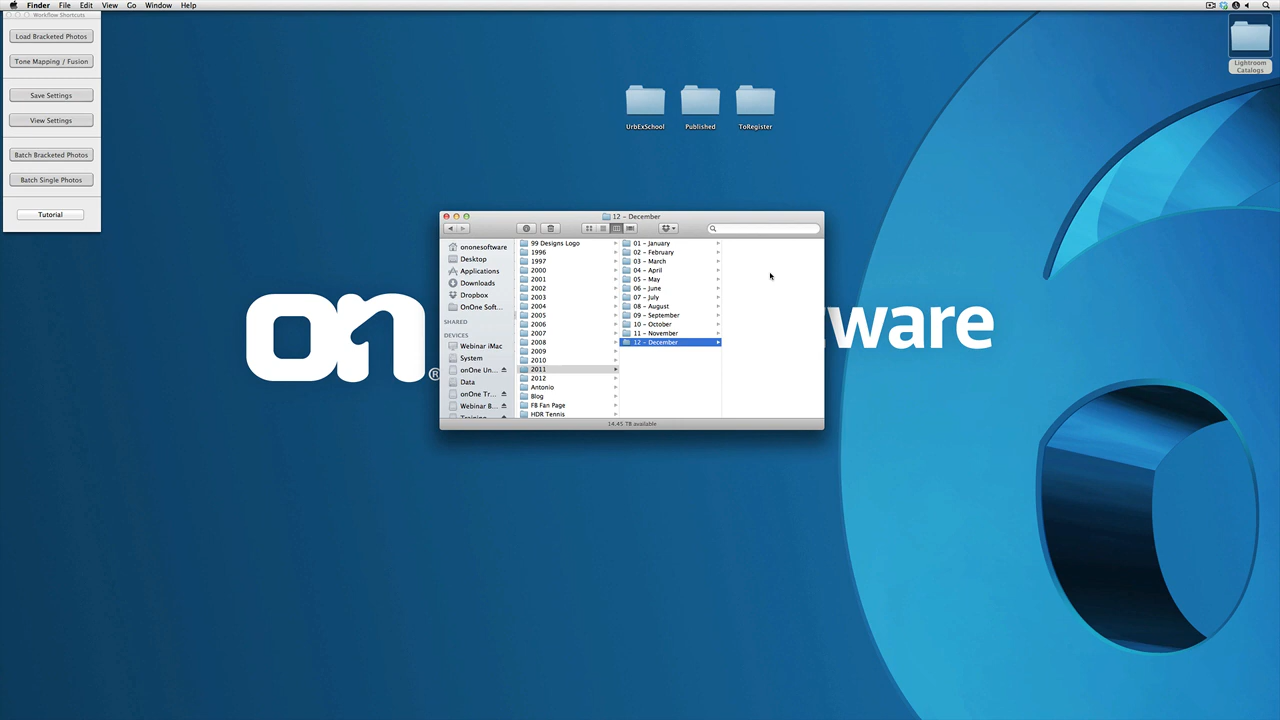 Finder File Edit View Go Window Help
Workflow Shortcuts
Load Bracketed Photos
Tone Mapping / Fusion
Save Settings
View Settings
Batch Bracketed Photos
Batch Single Photos
Tutorial
Lightroom
Catalogs
UrbExSchool Published ToRegister
on
®
tware
12 – December
ononesoftware
Desktop
Applications
Downloads
Dropbox
OnOne Soft...
SHARED
DEVICES
Webinar iMac
System
onOne Un...
Data
onOne Tr...
Webinar B...
Training
99 Designs Logo
1996
1997
2000
2001
2002
2003
2004
2005
2006
2007
2008
2009
2010
2011
2012
Antonio
Blog
FB Fan Page
HDR Tennis
01 – January
02 – February
03 – March
04 – April
05 – May
06 – June
07 – July
08 – August
09 – September
10 – October
11 – November
12 – December
14.45 TB available